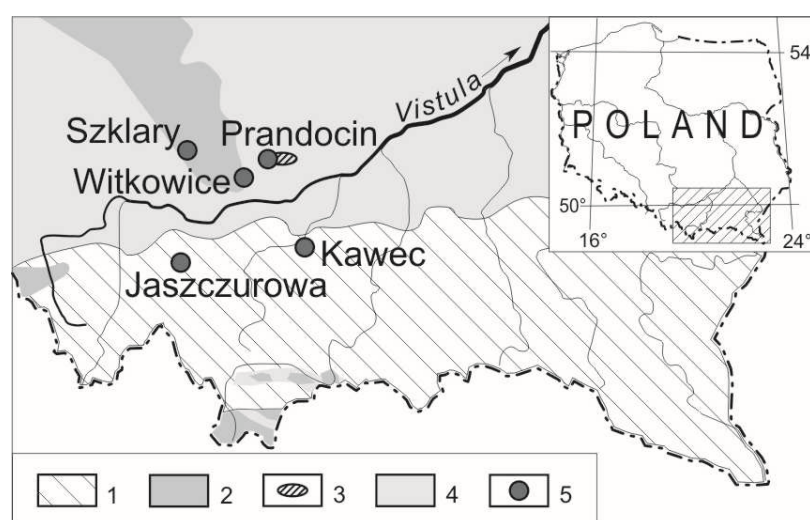 Vistula
Szklary
Prandocin
Witkowice
Kawec
Jaszczurowa
POLAND
54
50°
16°
24°
1
2
3
4
5